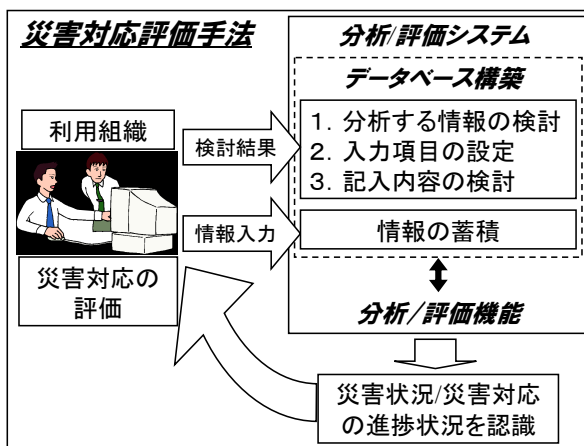 災害対応評価手法
分析/評価システム
データベース構築
利用組織
検討結果
1. 分析する情報の検討
2. 入力項目の設定
3. 記入内容の検討
情報入力
情報の蓄積
災害対応の
評価
分析/評価機能
災害状況/災害対応
の進捗状況を認識